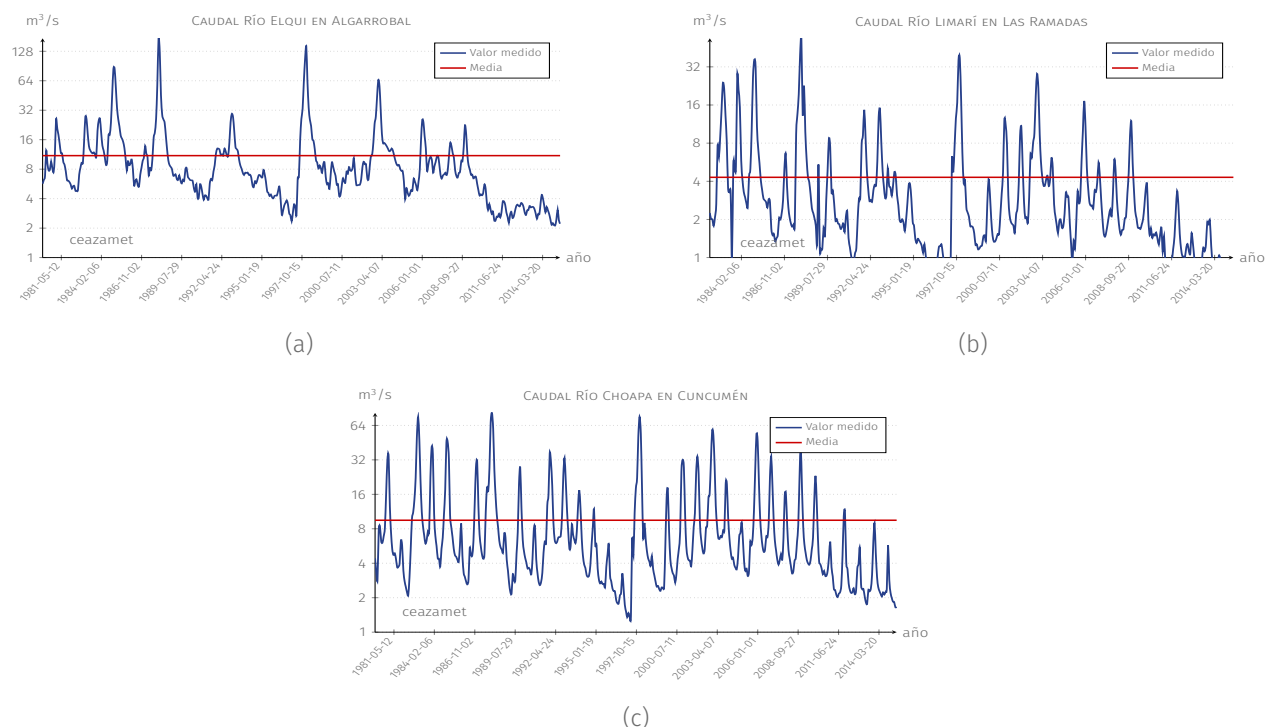 m³/s
Caudal Río Elqui en Algarrobal
128
64
32
16
8
4
2
1
Valor medido
Media
ceazamet
año
1981-05-12
1984-02-06
1986-11-02
1989-07-29
1992-04-24
1995-01-19
1997-10-15
2000-07-11
2003-04-07
2006-01-01
2008-09-27
2011-06-24
2014-03-20
(a)
m³/s
Caudal Río Limarí en Las Ramadas
32
16
8
4
2
1
Valor medido
Media
ceazamet
año
1984-02-06
1986-11-02
1989-07-29
1992-04-24
1995-01-19
1997-10-15
2000-07-11
2003-04-07
2006-01-01
2008-09-27
2011-06-24
2014-03-20
(b)
m³/s
Caudal Río Choapa en Cuncumén
64
32
16
8
4
2
1
Valor medido
Media
ceazamet
año
1981-05-12
1984-02-06
1986-11-02
1989-07-29
1992-04-24
1995-01-19
1997-10-15
2000-07-11
2003-04-07
2006-01-01
2008-09-27
2011-06-24
2014-03-20
(c)